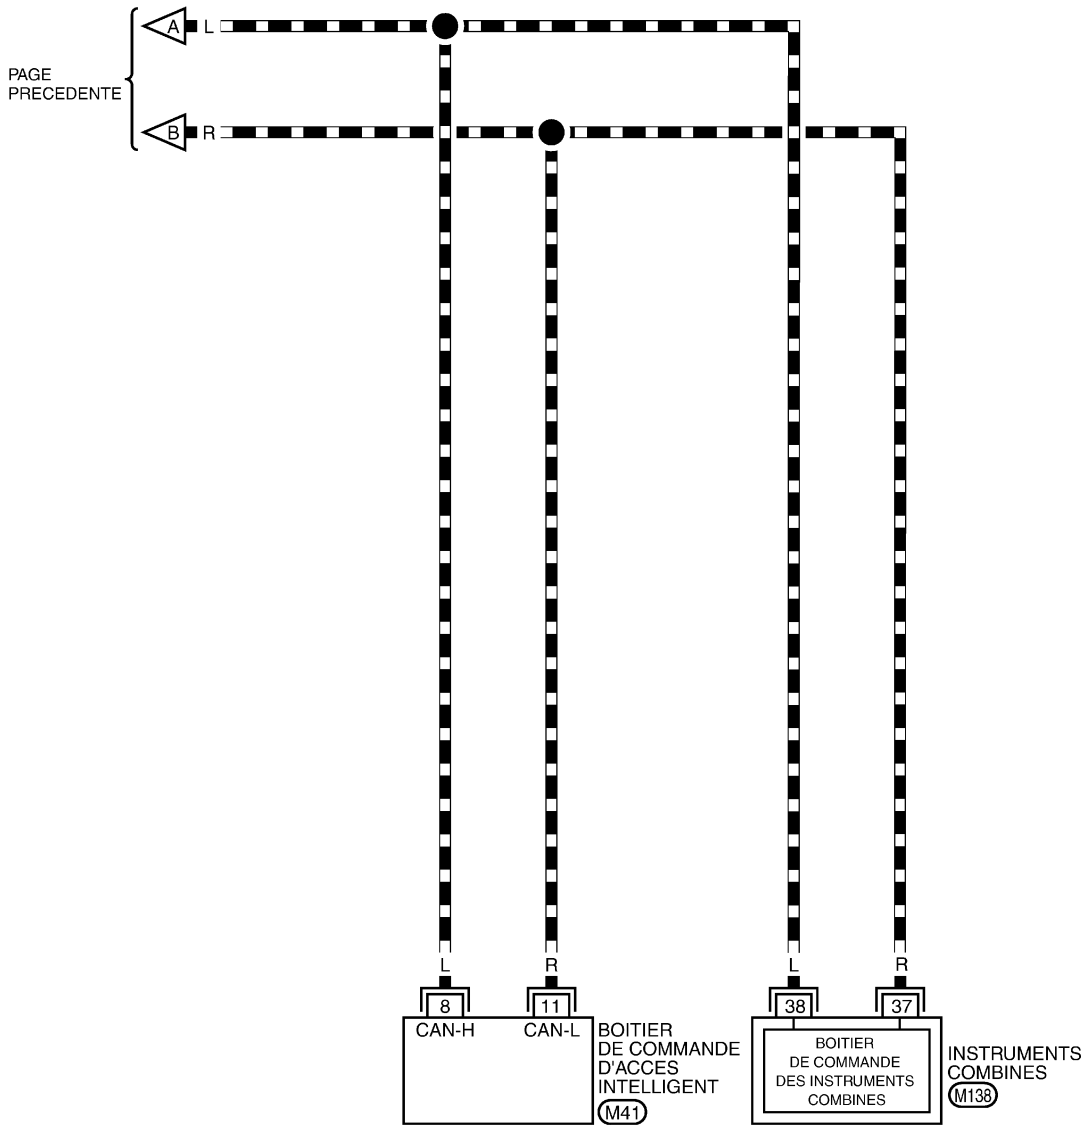 A L
PAGE
PRECEDENTE
B R
L R L R
8 11 38 37
CAN-H CAN-L
BOITIER
DE COMMANDE
D'ACCES
INTELLIGENT
M41
BOITIER
DE COMMANDE
DES INSTRUMENTS
COMBINES
INSTRUMENTS
COMBINES
M138